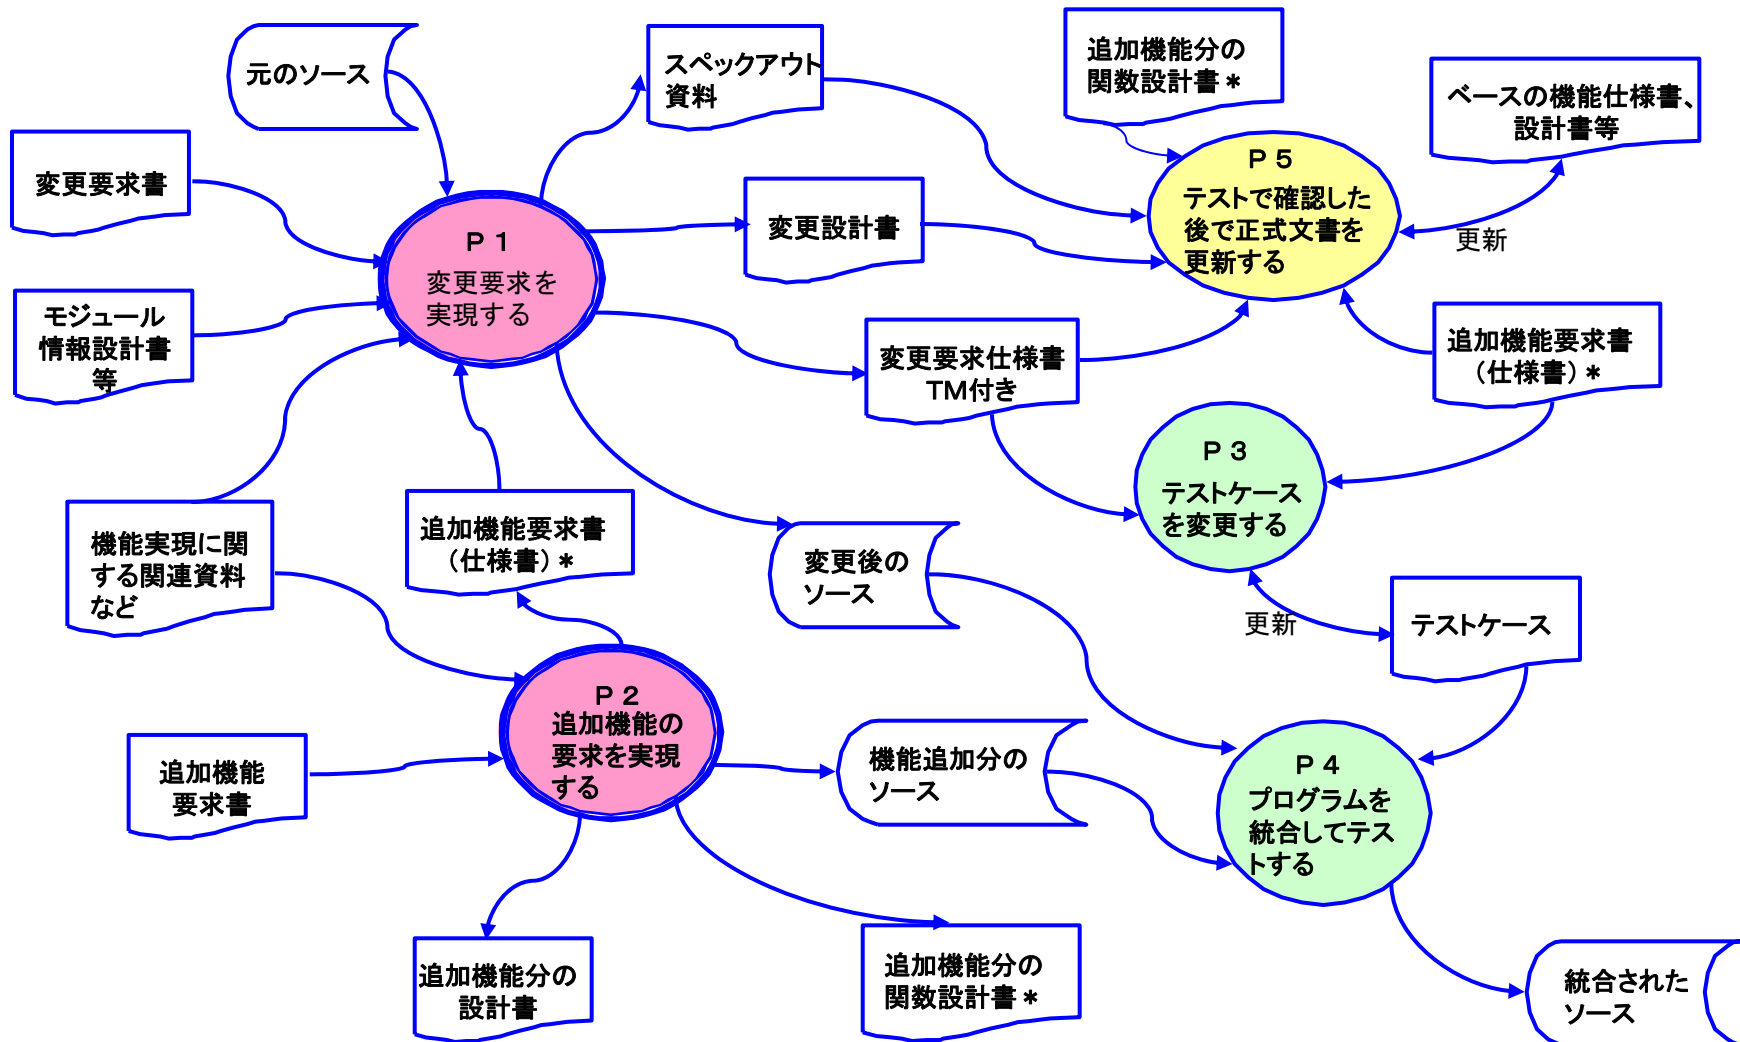 元のソース
スペックアウト
資料
追加機能分の
関数設計書＊
ベースの機能仕様書、
設計書等
変更要求書
Ｐ１
変更要求を
実現する
変更設計書
Ｐ５
テストで確認した
後で正式文書を
更新する
更新
モジュール
情報設計書
等
変更要求仕様書
TM付き
追加機能要求書
（仕様書）＊
Ｐ３
テストケース
を変更する
機能実現に関
する関連資料
など
追加機能要求書
（仕様書）＊
変更後の
ソース
更新
テストケース
Ｐ２
追加機能の
要求を実現
する
追加機能
要求書
機能追加分の
ソース
Ｐ４
プログラムを
統合してテス
トする
追加機能分の
設計書
追加機能分の
関数設計書＊
統合された
ソース